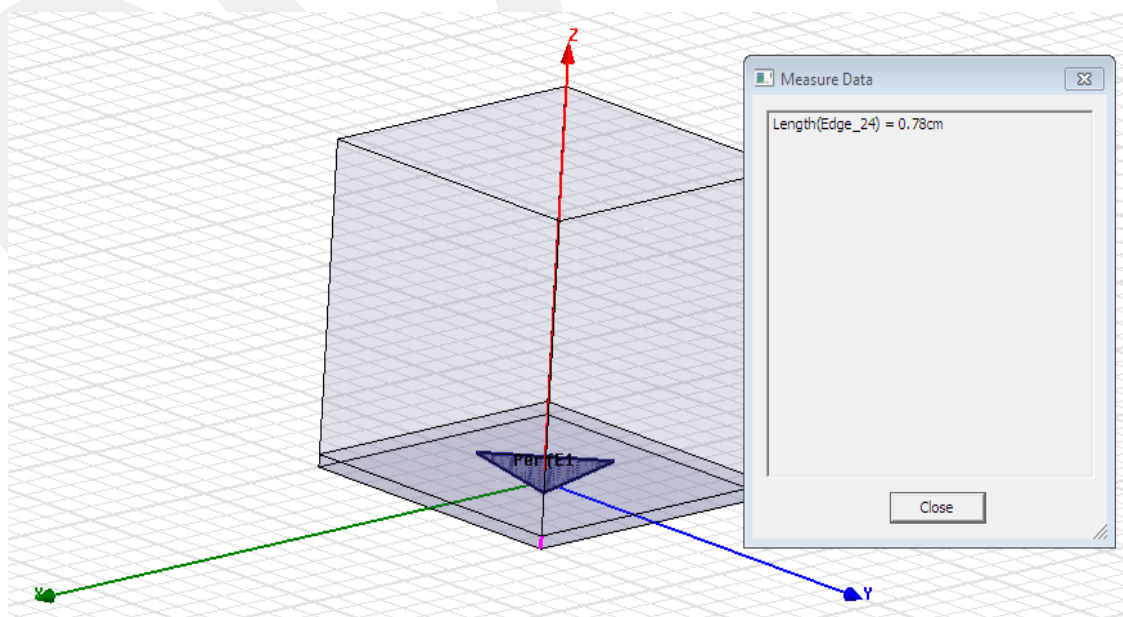 Z
Measure Data
Length(Edge_24) = 0.78cm
PerfE1
Close
X
Y